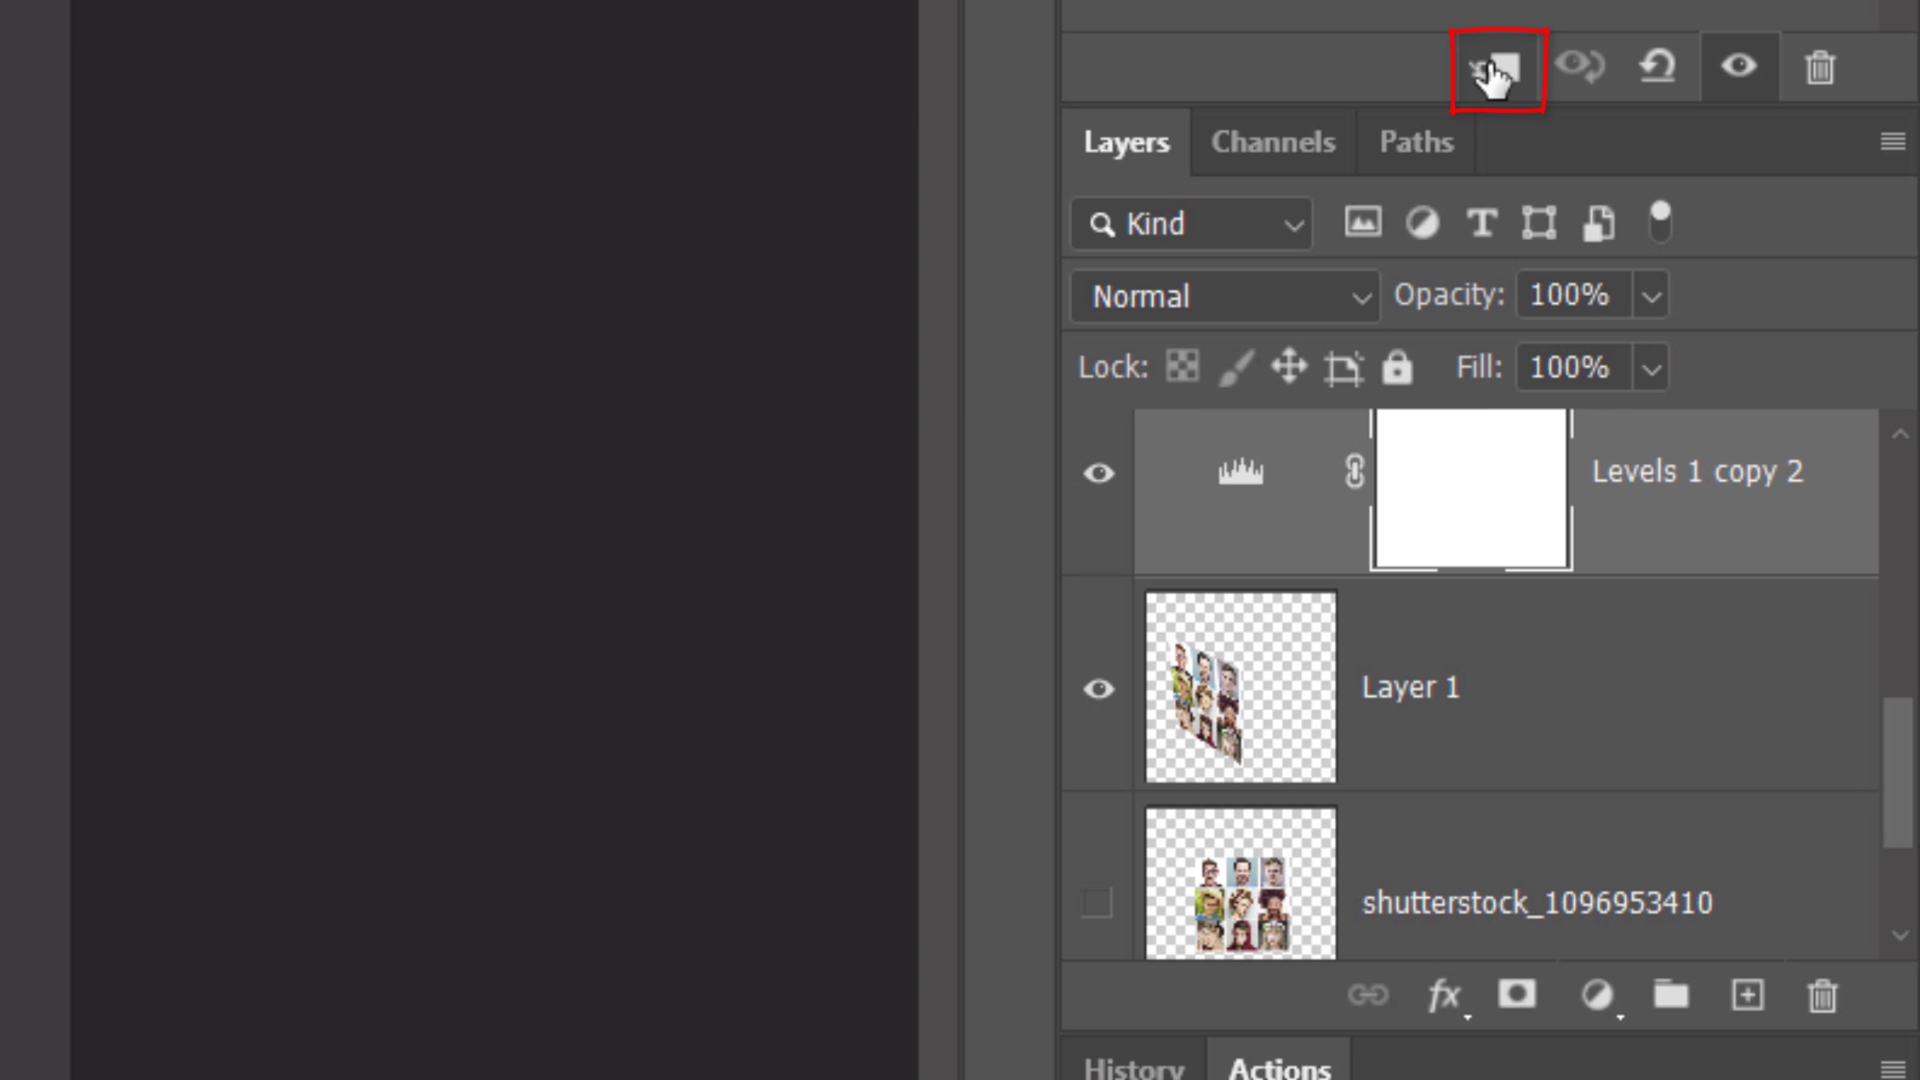 Layers Channels Paths
Kind
Normal Opacity: 100%
Lock: Fill: 100%
Levels 1 copy 2
Layer 1
shutterstock_1096953410
fx
History Actions